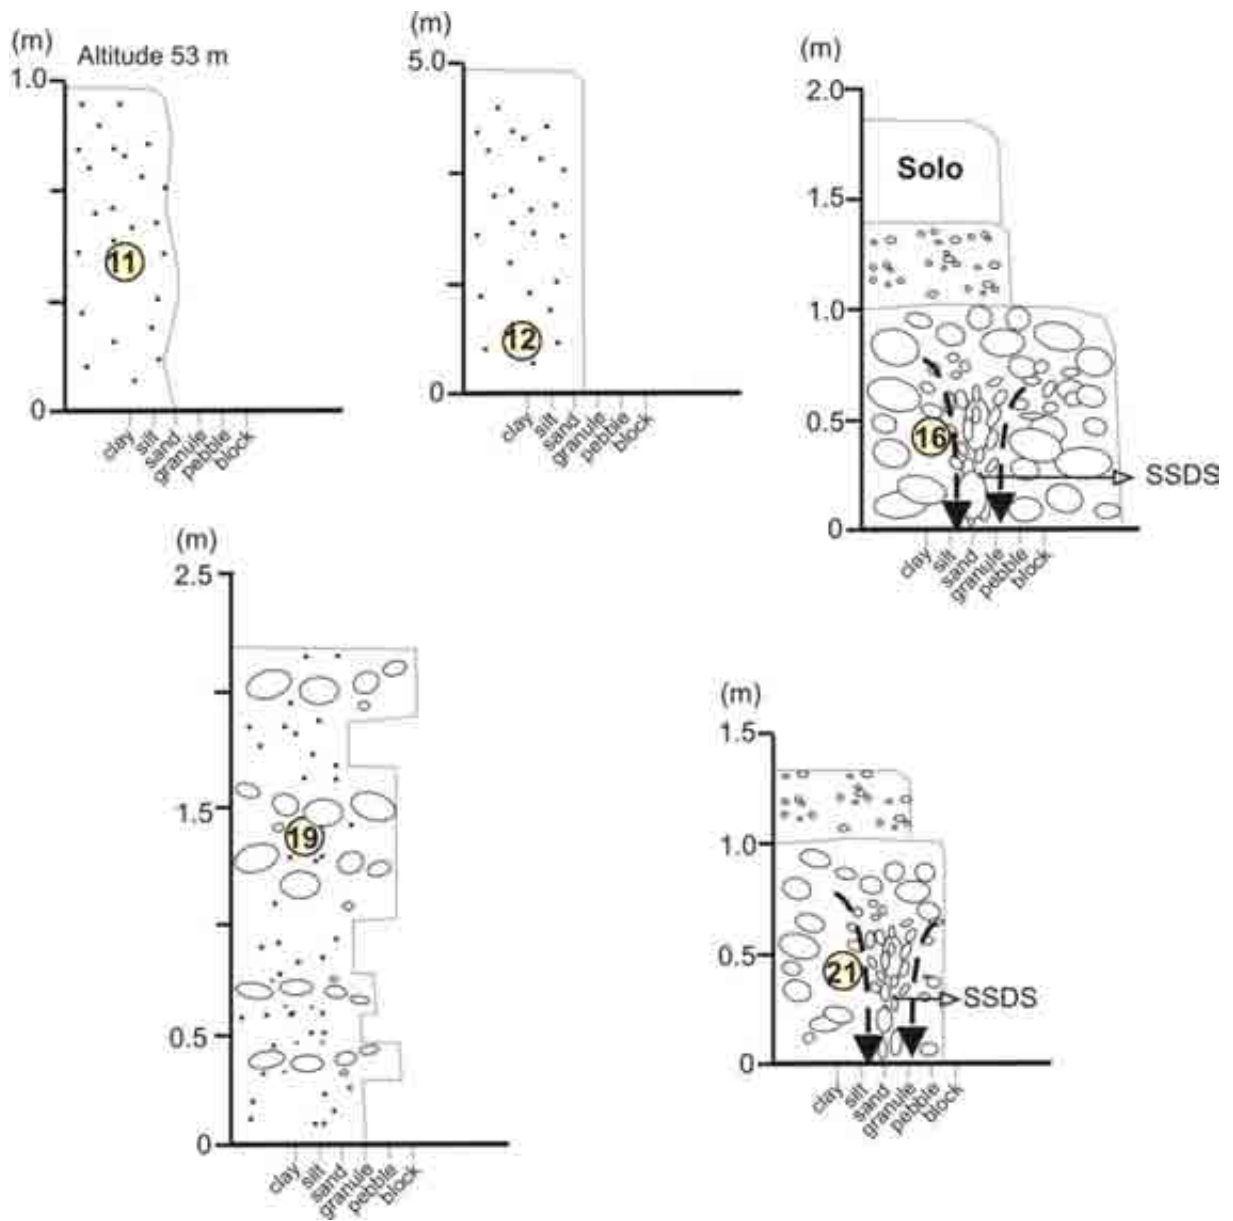 (m)
Altitude 53 m
1.0
11
0
clay
silt
sand
granule
pebble
block
(m)
5.0
12
0
clay
silt
sand
granule
pebble
block
(m)
2.0
Solo
1.5
1.0
0.5
16
SSDS
0
clay
silt
sand
granule
pebble
block
(m)
2.5
1.5
19
0.5
0
clay
silt
sand
granule
pebble
block
(m)
1.5
1.0
0.5
21
SSDS
0
clay
silt
sand
granule
pebble
block